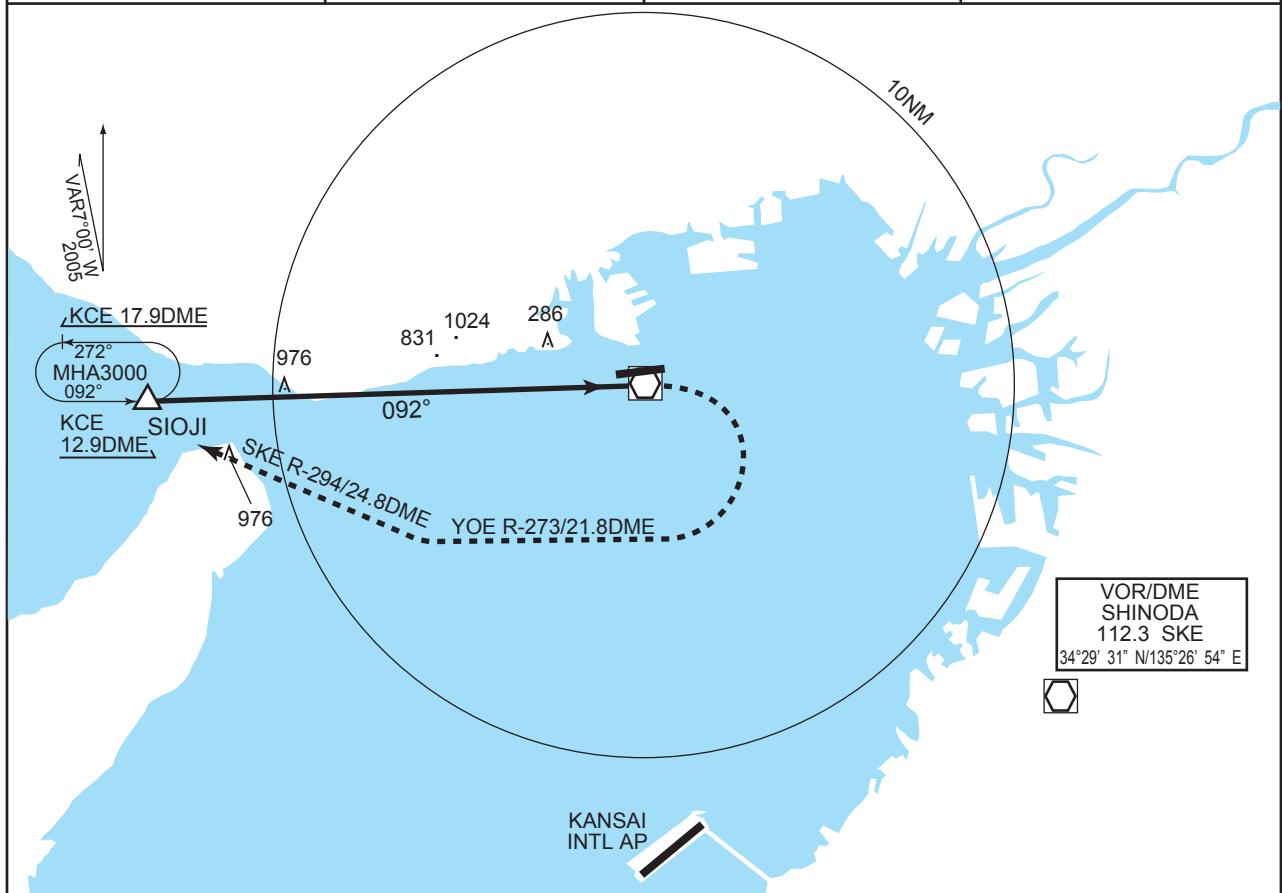 10NM
VAR7°00' W
2005
KCE 17.9DME
272°
MHA3000
092°
KCE
12.9DME
SIOJI
976
831
1024
286
092°
SKE R-294/24.8DME
YOE R-273/21.8DME
976
VOR/DME
SHINODA
112.3 SKE
34°29' 31" N/135°26' 54" E
KANSAI
INTL AP